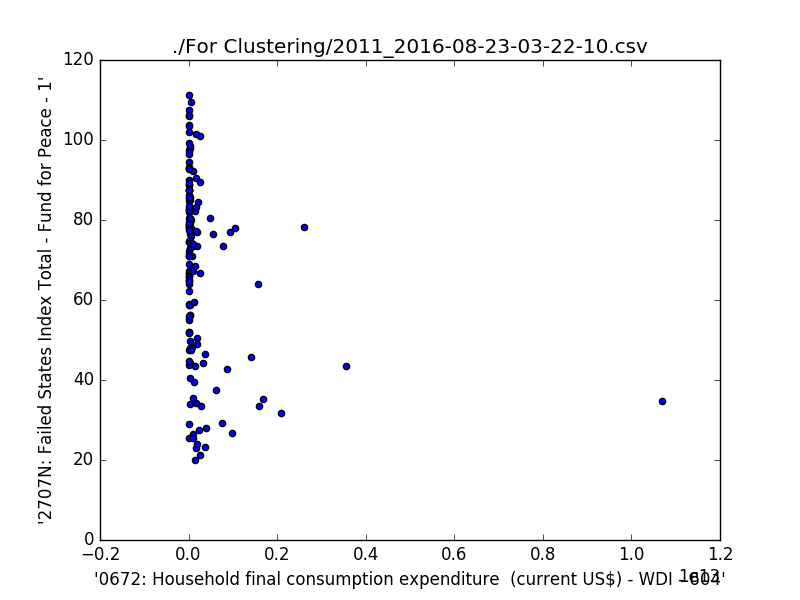 ./For Clustering/2011_2016-08-23-03-22-10.csv
120
100
80
60
40
20
0
'2707N: Failed States Index Total - Fund for Peace - 1'
−0.2 0.0 0.2 0.4 0.6 0.8 1.0 1.2
1e13
'0672: Household final consumption expenditure  (current US$) - WDI - 604'